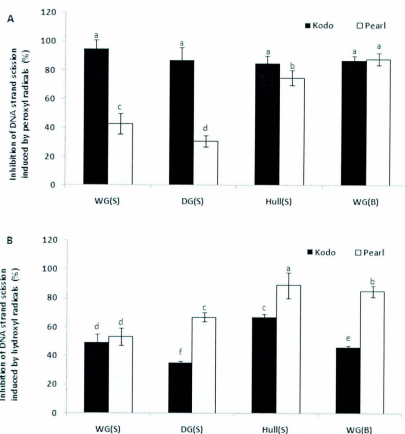 A
Inhibition of DNA strand scission
induced by peroxyl radicals (%)
120
100
80
60
40
20
0
Kodo Pearl
a
c
a
d
a
b
a
a
WG(S) DG(S) Hull(S) WG(B)
B
Inhibition of DNA strand scission
induced by hydroxyl radicals (%)
120
100
80
60
40
20
0
Kodo Pearl
d
d
f
c
c
a
e
b
WG(S) DG(S) Hull(S) WG(B)